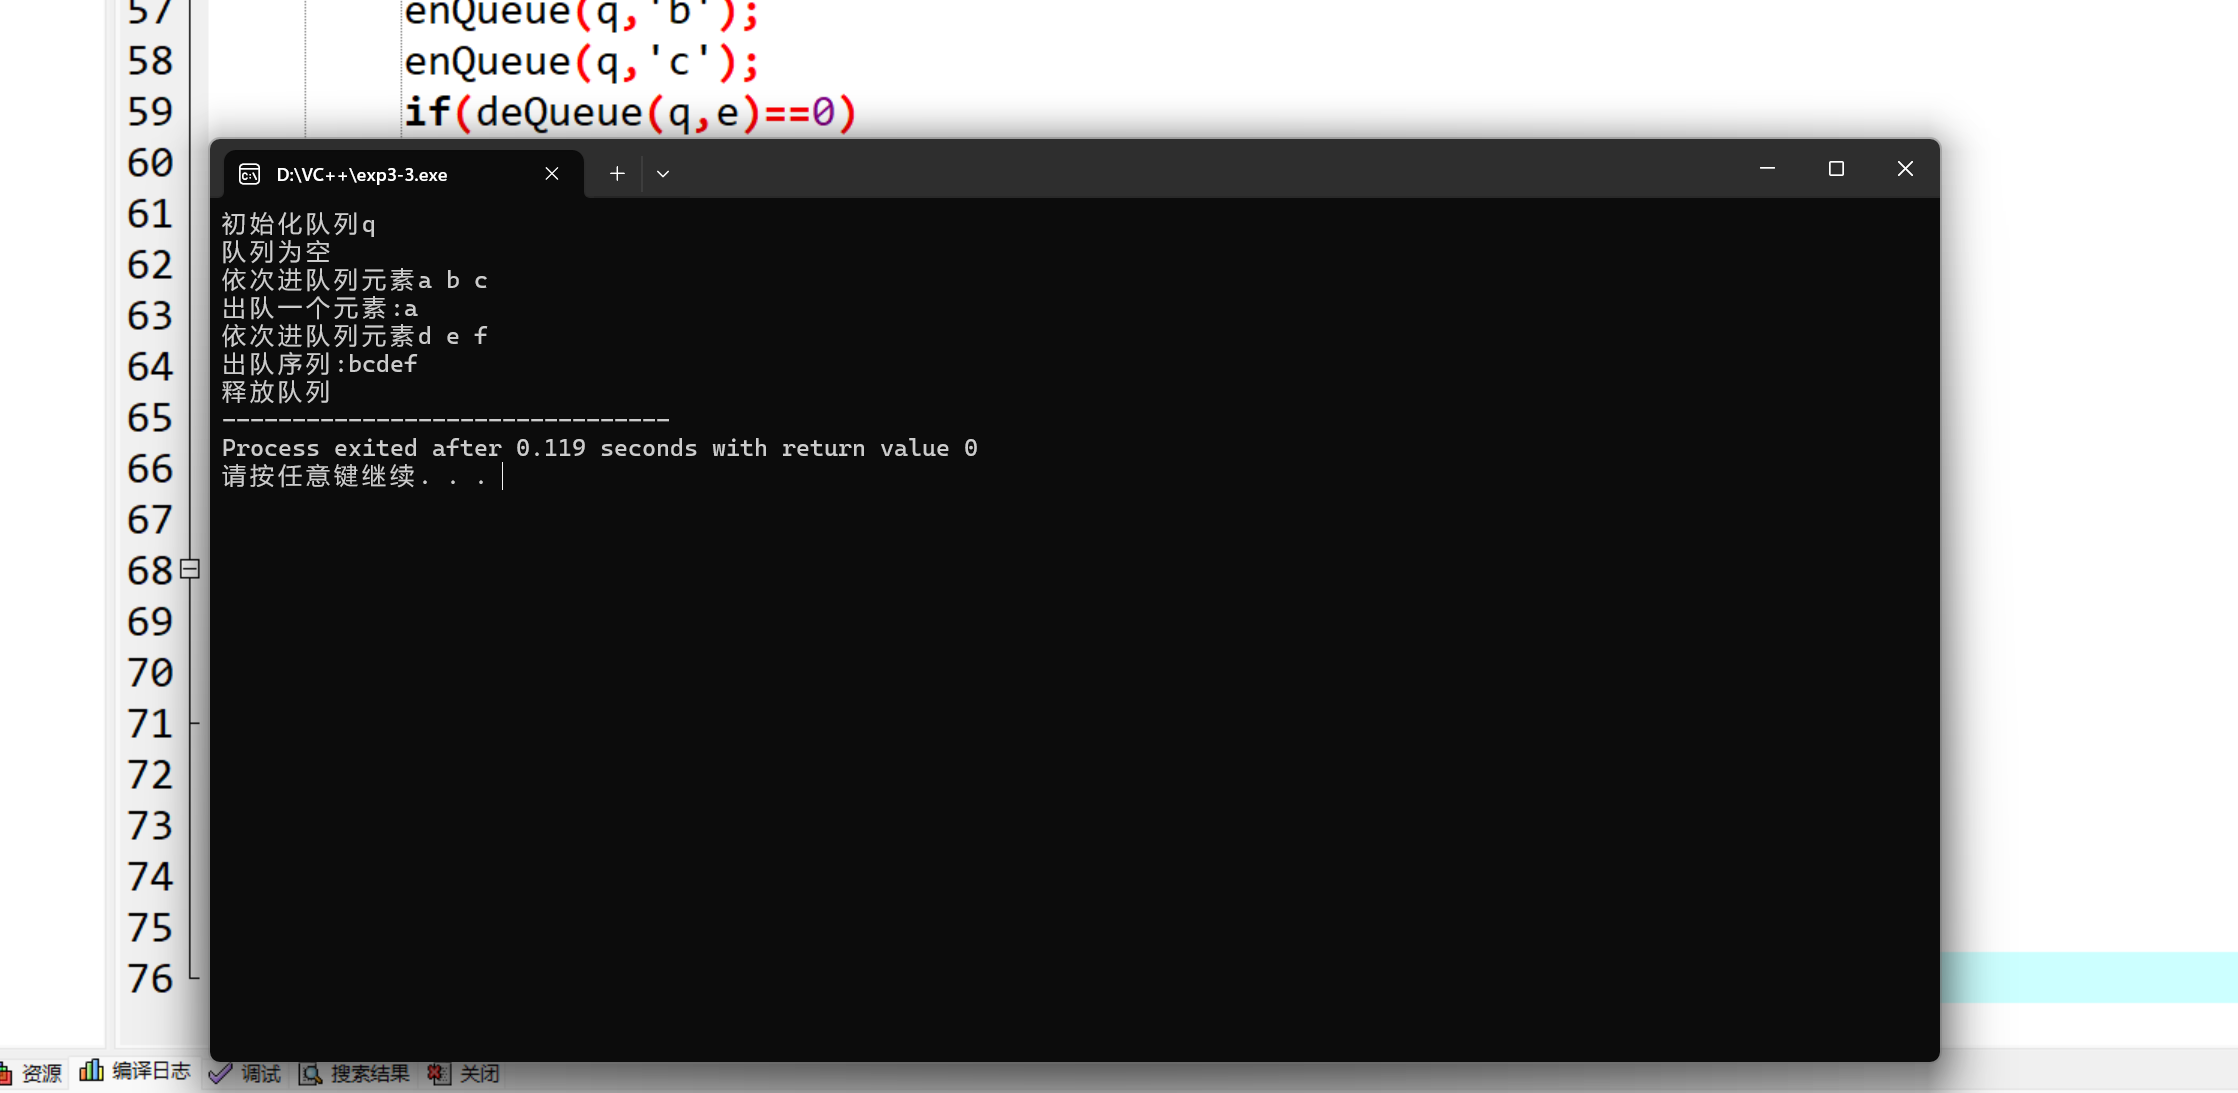 57 enQueue(q,'b');
58 enQueue(q,'c');
59 if(deQueue(q,e)==0)
60
D:\VC++\exp3-3.exe
61
62
63
64
65
66
67
68
69
70
71
72
73
74
75
76
初始化队列q
队列为空
依次进队列元素a b c
出队一个元素:a
依次进队列元素d e f
出队序列:bcdef
释放队列
--------------------------------
Process exited after 0.119 seconds with return value 0
请按任意键继续. . .
资源 编译日志 调试 搜索结果 关闭